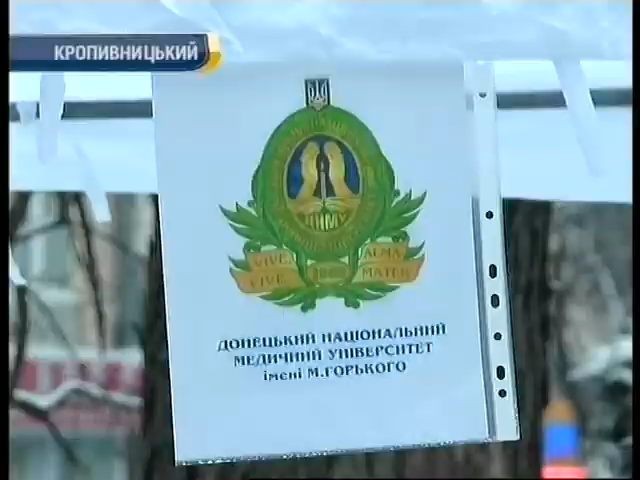 КРОПИВНИЦЬКИЙ
VIVE ALMA
VIVE MATER
ДОНЕЦЬКИЙ НАЦІОНАЛЬНИЙ
МЕДИЧНИЙ УНІВЕРСИТЕТ
імені М.ГОРЬКОГО